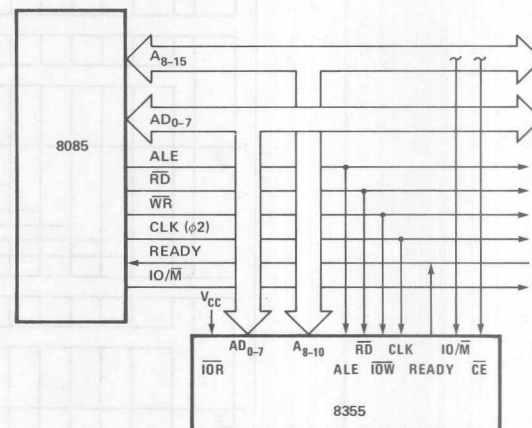 A8-15
AD0-7
8085
ALE
RD
WR
CLK (φ2)
READY
IO/M
VCC
IOR
AD0-7
A8-10
RD
CLK
IO/M
ALE
IOW
READY
CE
8355